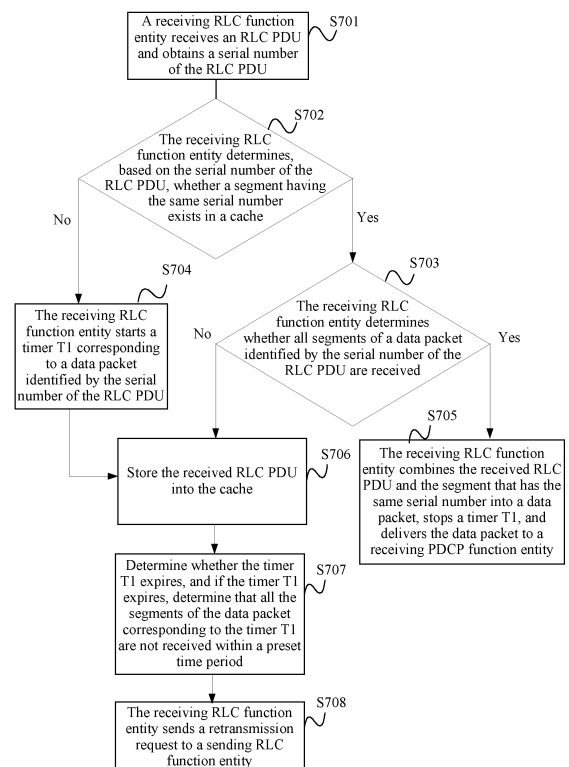 A receiving RLC function
entity receives an RLC PDU
and obtains a serial number
of the RLC PDU
S701
S702
The receiving RLC
function entity determines,
based on the serial number of the
RLC PDU, whether a segment having
the same serial number
exists in a cache
No
Yes
S703
The receiving RLC
function entity determines
whether all segments of a data packet
identified by the serial number of the
RLC PDU are received
No
Yes
S704
The receiving RLC
function entity starts a
timer T1 corresponding
to a data packet
identified by the serial
number of the RLC PDU
S705
The receiving RLC function
entity combines the received RLC
PDU and the segment that has the
same serial number into a data
packet, stops a timer T1, and
delivers the data packet to a
receiving PDCP function entity
S706
Store the received RLC PDU
into the cache
S707
Determine whether the timer
T1 expires, and if the timer T1
expires, determine that all the
segments of the data packet
corresponding to the timer T1
are not received within a preset
time period
S708
The receiving RLC function
entity sends a retransmission
request to a sending RLC
function entity